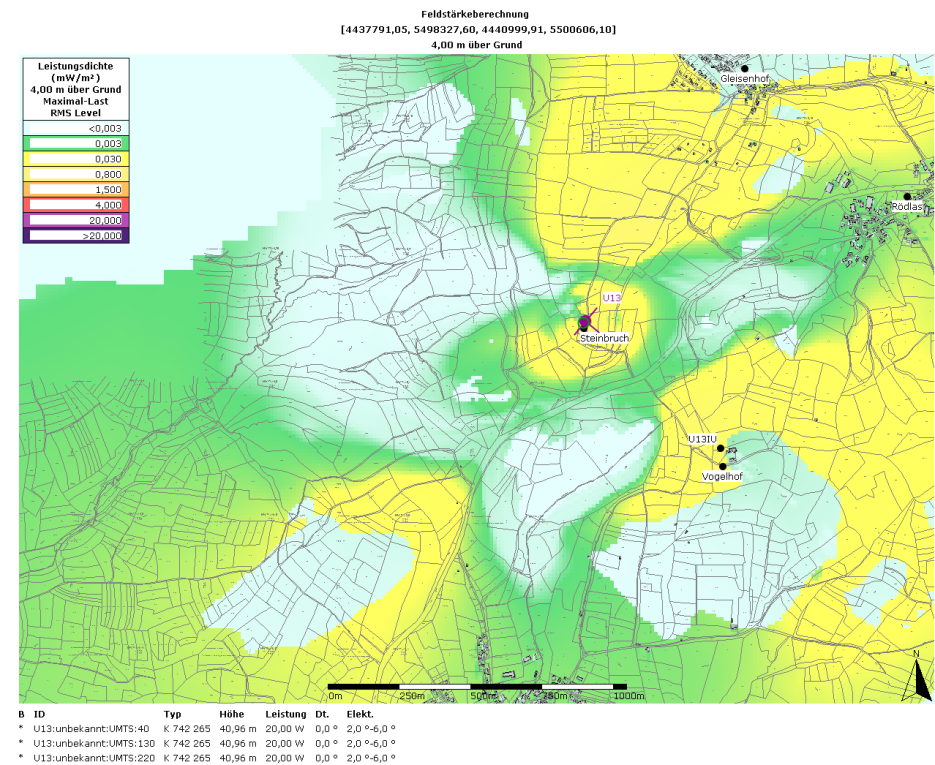 Feldstärkeberechnung
[4437791,05, 5498327,60, 4440999,91, 5500606,10]
4,00 m über Grund
Leistungsdichte
(mW/m²)
4,00 m über Grund
Maximal-Last
RMS Level
<0,003
0,003
0,030
0,800
1,500
4,000
20,000
>20,000
Gleisenhof
Rödlas
U13
Steinbruch
U13IU
Vogelhof
N
0m 250m 500m 750m 1000m
B ID Typ Höhe Leistung Dt. Elekt.
* U13:unbekannt:UMTS:40 K 742 265 40,96 m 20,00 W 0,0 ° 2,0 °-6,0 °
* U13:unbekannt:UMTS:130 K 742 265 40,96 m 20,00 W 0,0 ° 2,0 °-6,0 °
* U13:unbekannt:UMTS:220 K 742 265 40,96 m 20,00 W 0,0 ° 2,0 °-6,0 °